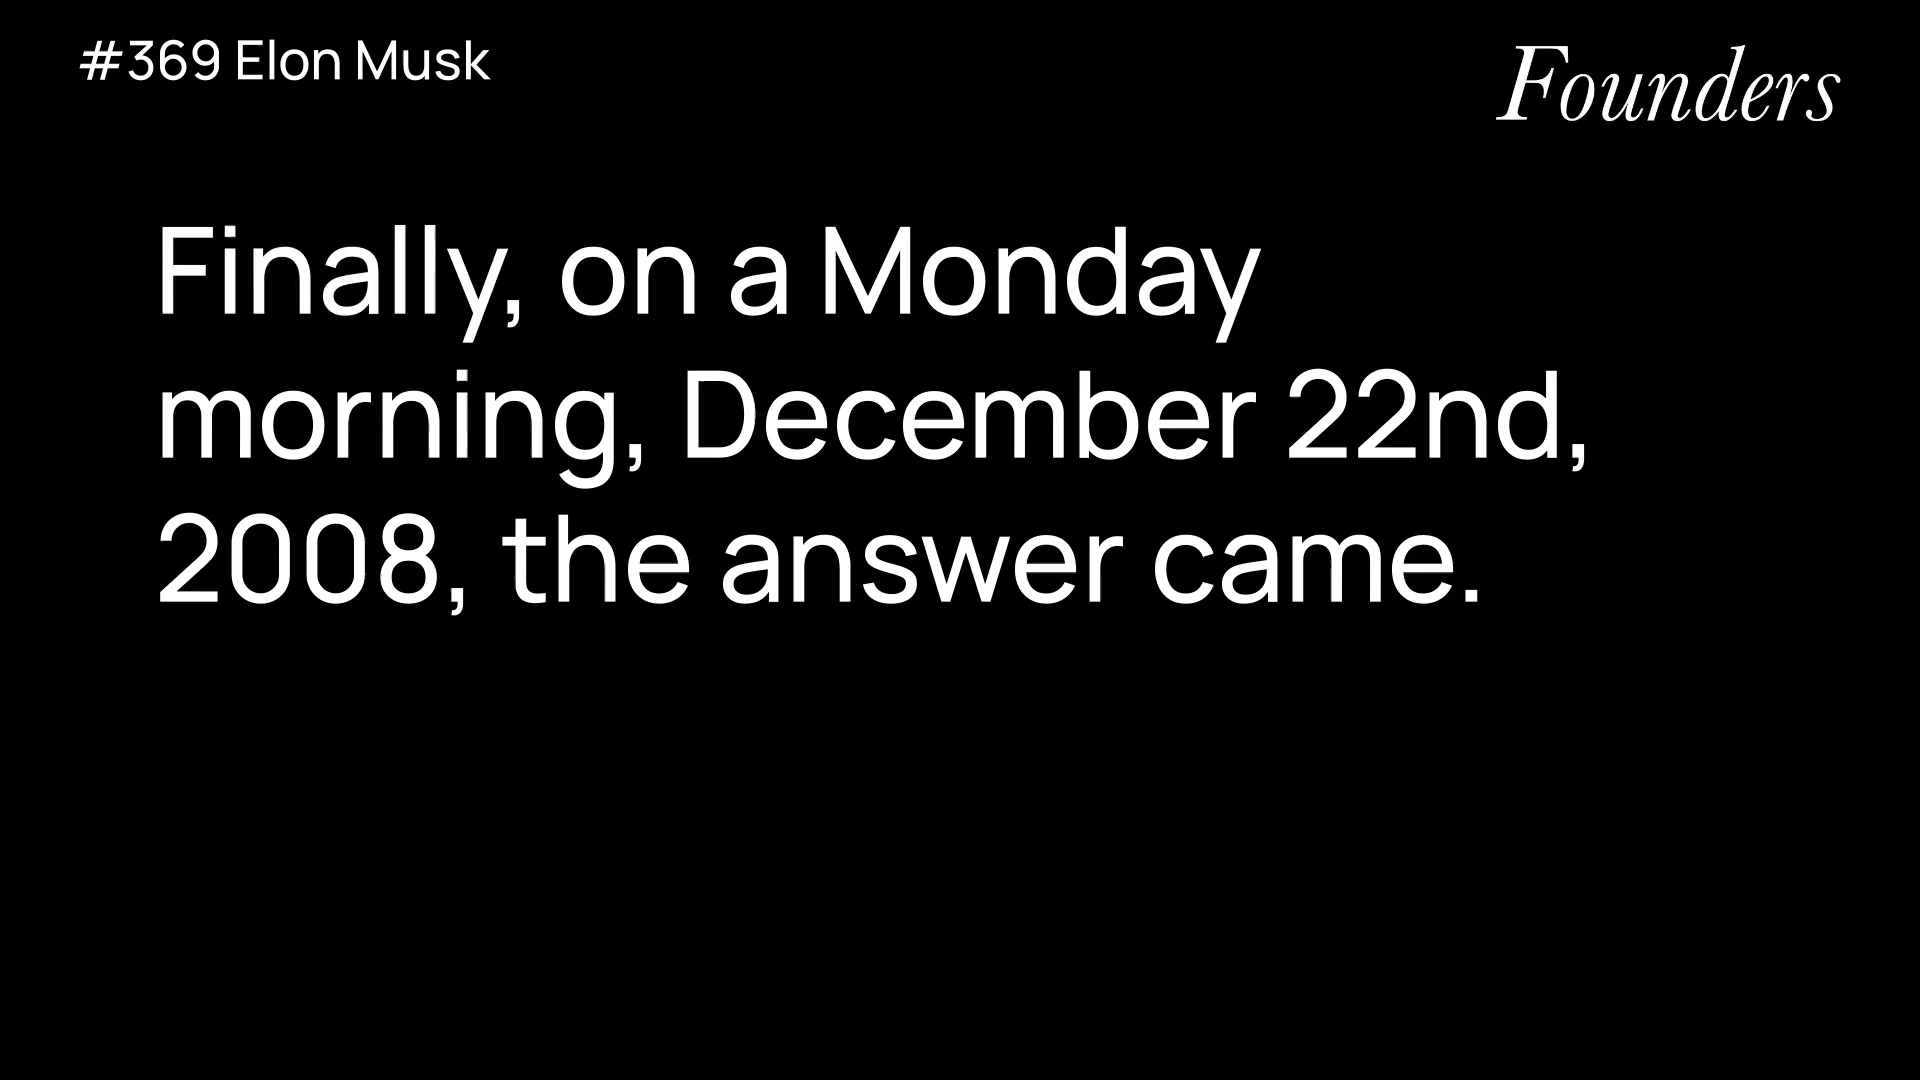 #369 Elon Musk
Founders
Finally, on a Monday
morning, December 22nd,
2008, the answer came.